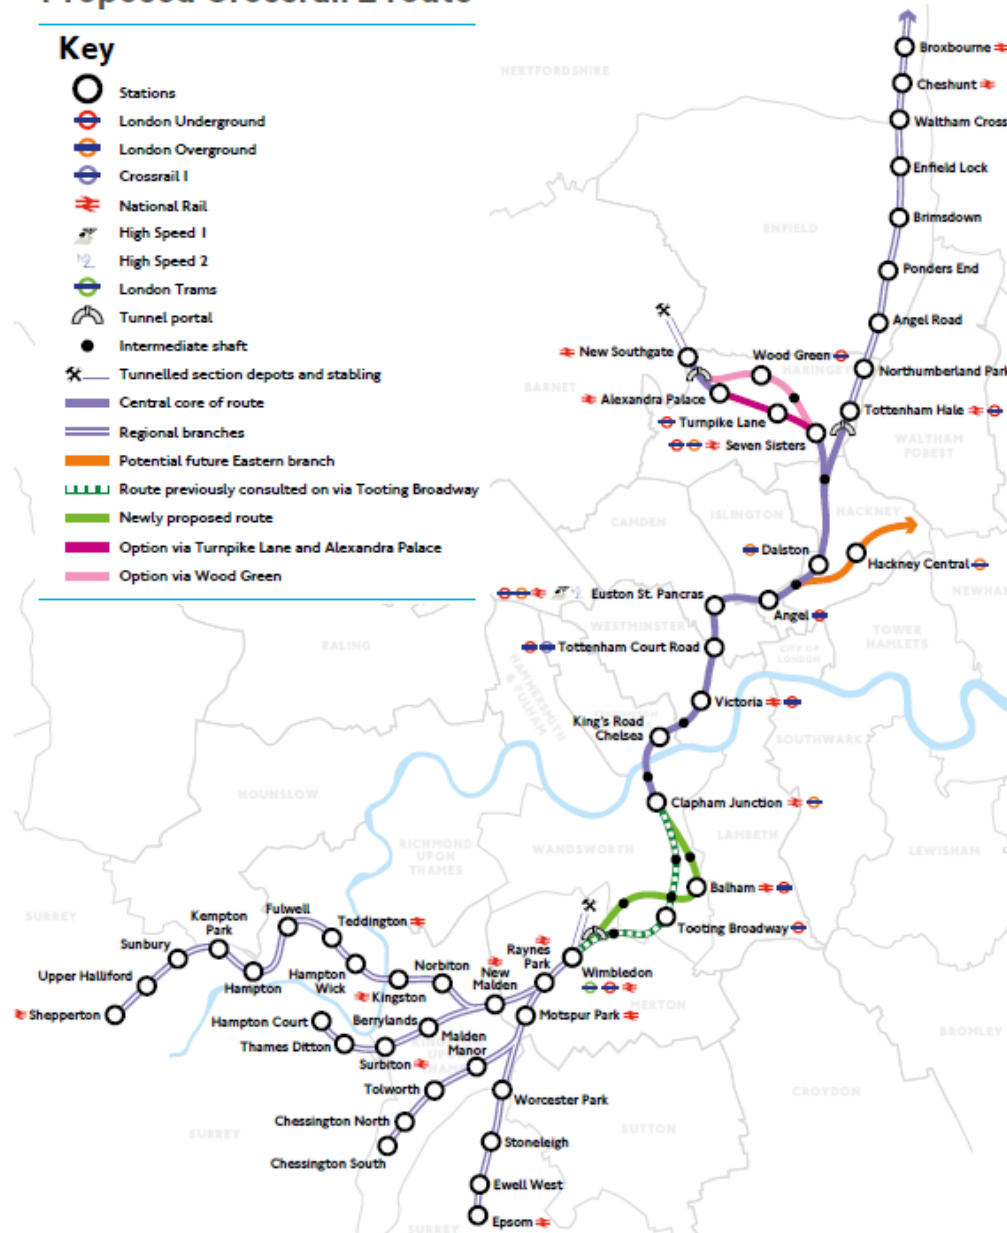 Proposed Crossrail 2 route
Key
Stations
London Underground
London Overground
Crossrail 1
National Rail
High Speed 1
High Speed 2
London Trams
Tunnel portal
Intermediate shaft
Tunnelled section depots and stabling
Central core of route
Regional branches
Potential future Eastern branch
Route previously consulted on via Tooting Broadway
Newly proposed route
Option via Turnpike Lane and Alexandra Palace
Option via Wood Green
HERTFORDSHIRE
Broxbourne
Cheshunt
Waltham Cross
Enfield Lock
Brimsdown
ENFIELD
Ponders End
Angel Road
New Southgate
Wood Green
HARINGEY
Northumberland Park
BARNET
Alexandra Palace
Turnpike Lane
Tottenham Hale
Seven Sisters
WALTHAM
FOREST
CAMDEN
ISLINGTON
HACKNEY
Dalston
Hackney Central
Euston St. Pancras
NEWHAM
Angel
WESTMINSTER
TOWER
HAMLETS
EALING
Tottenham Court Road
CITY OF
LONDON
HAMMERSMITH
& FULHAM
Victoria
King's Road
Chelsea
SOUTHWARK
HOUNSLOW
Clapham Junction
LAMBETH
RICHMOND
UPON
THAMES
WANDSWORTH
LEWISHAM
Balham
SURREY
Fulwell
Kempton
Park
Teddington
Tooting Broadway
Sunbury
Raynes
Park
Upper Halliford
Hampton
Hampton
Wick
Norbiton
New
Malden
Wimbledon
Kingston
MERTON
Shepperton
Hampton Court
Berrylands
Motspur Park
BROMLEY
Thames Ditton
Malden
Manor
Surbiton
Tolworth
Worcester Park
CROYDON
Chessington North
SURREY
SUTTON
Stoneleigh
Chessington South
Ewell West
Epsom
SURREY